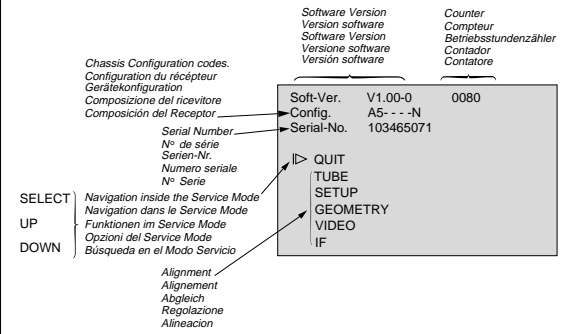 Software Version
Version software
Software Version
Versione software
Versión software
Counter
Compteur
Betriebsstundenzähler
Contador
Contatore
Chassis Configuration codes.
Configuration du récépteur
Gerätekonfiguration
Composizione del ricevitore
Composición del Receptor
Serial Number
No de série
Serien-Nr.
Numero seriale
No Serie
SELECT
UP
DOWN
Navigation inside the Service Mode
Navigation dans le Service Mode
Funktionen im Service Mode
Opzioni del Service Mode
Búsqueda en el Modo Servicio
Alignment
Alignement
Abgleich
Regolazione
Alineacion
Soft-Ver. V1.00-0 0080
Config. A5- - - -N
Serial-No. 103465071
QUIT
TUBE
SETUP
GEOMETRY
VIDEO
IF